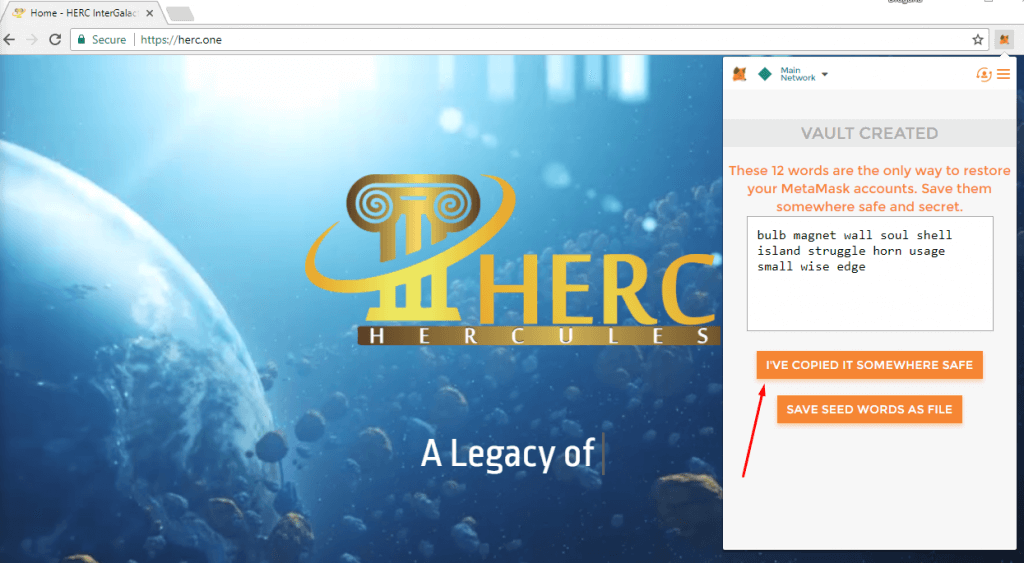 Home - HERC InterGalac
Secure
https://herc.one
Main
Network
VAULT CREATED
These 12 words are the only way to restore
your MetaMask accounts. Save them
somewhere safe and secret.
bulb magnet wall soul shell
island struggle horn usage
small wise edge
I'VE COPIED IT SOMEWHERE SAFE
SAVE SEED WORDS AS FILE
HERC
HERCULES
A Legacy of